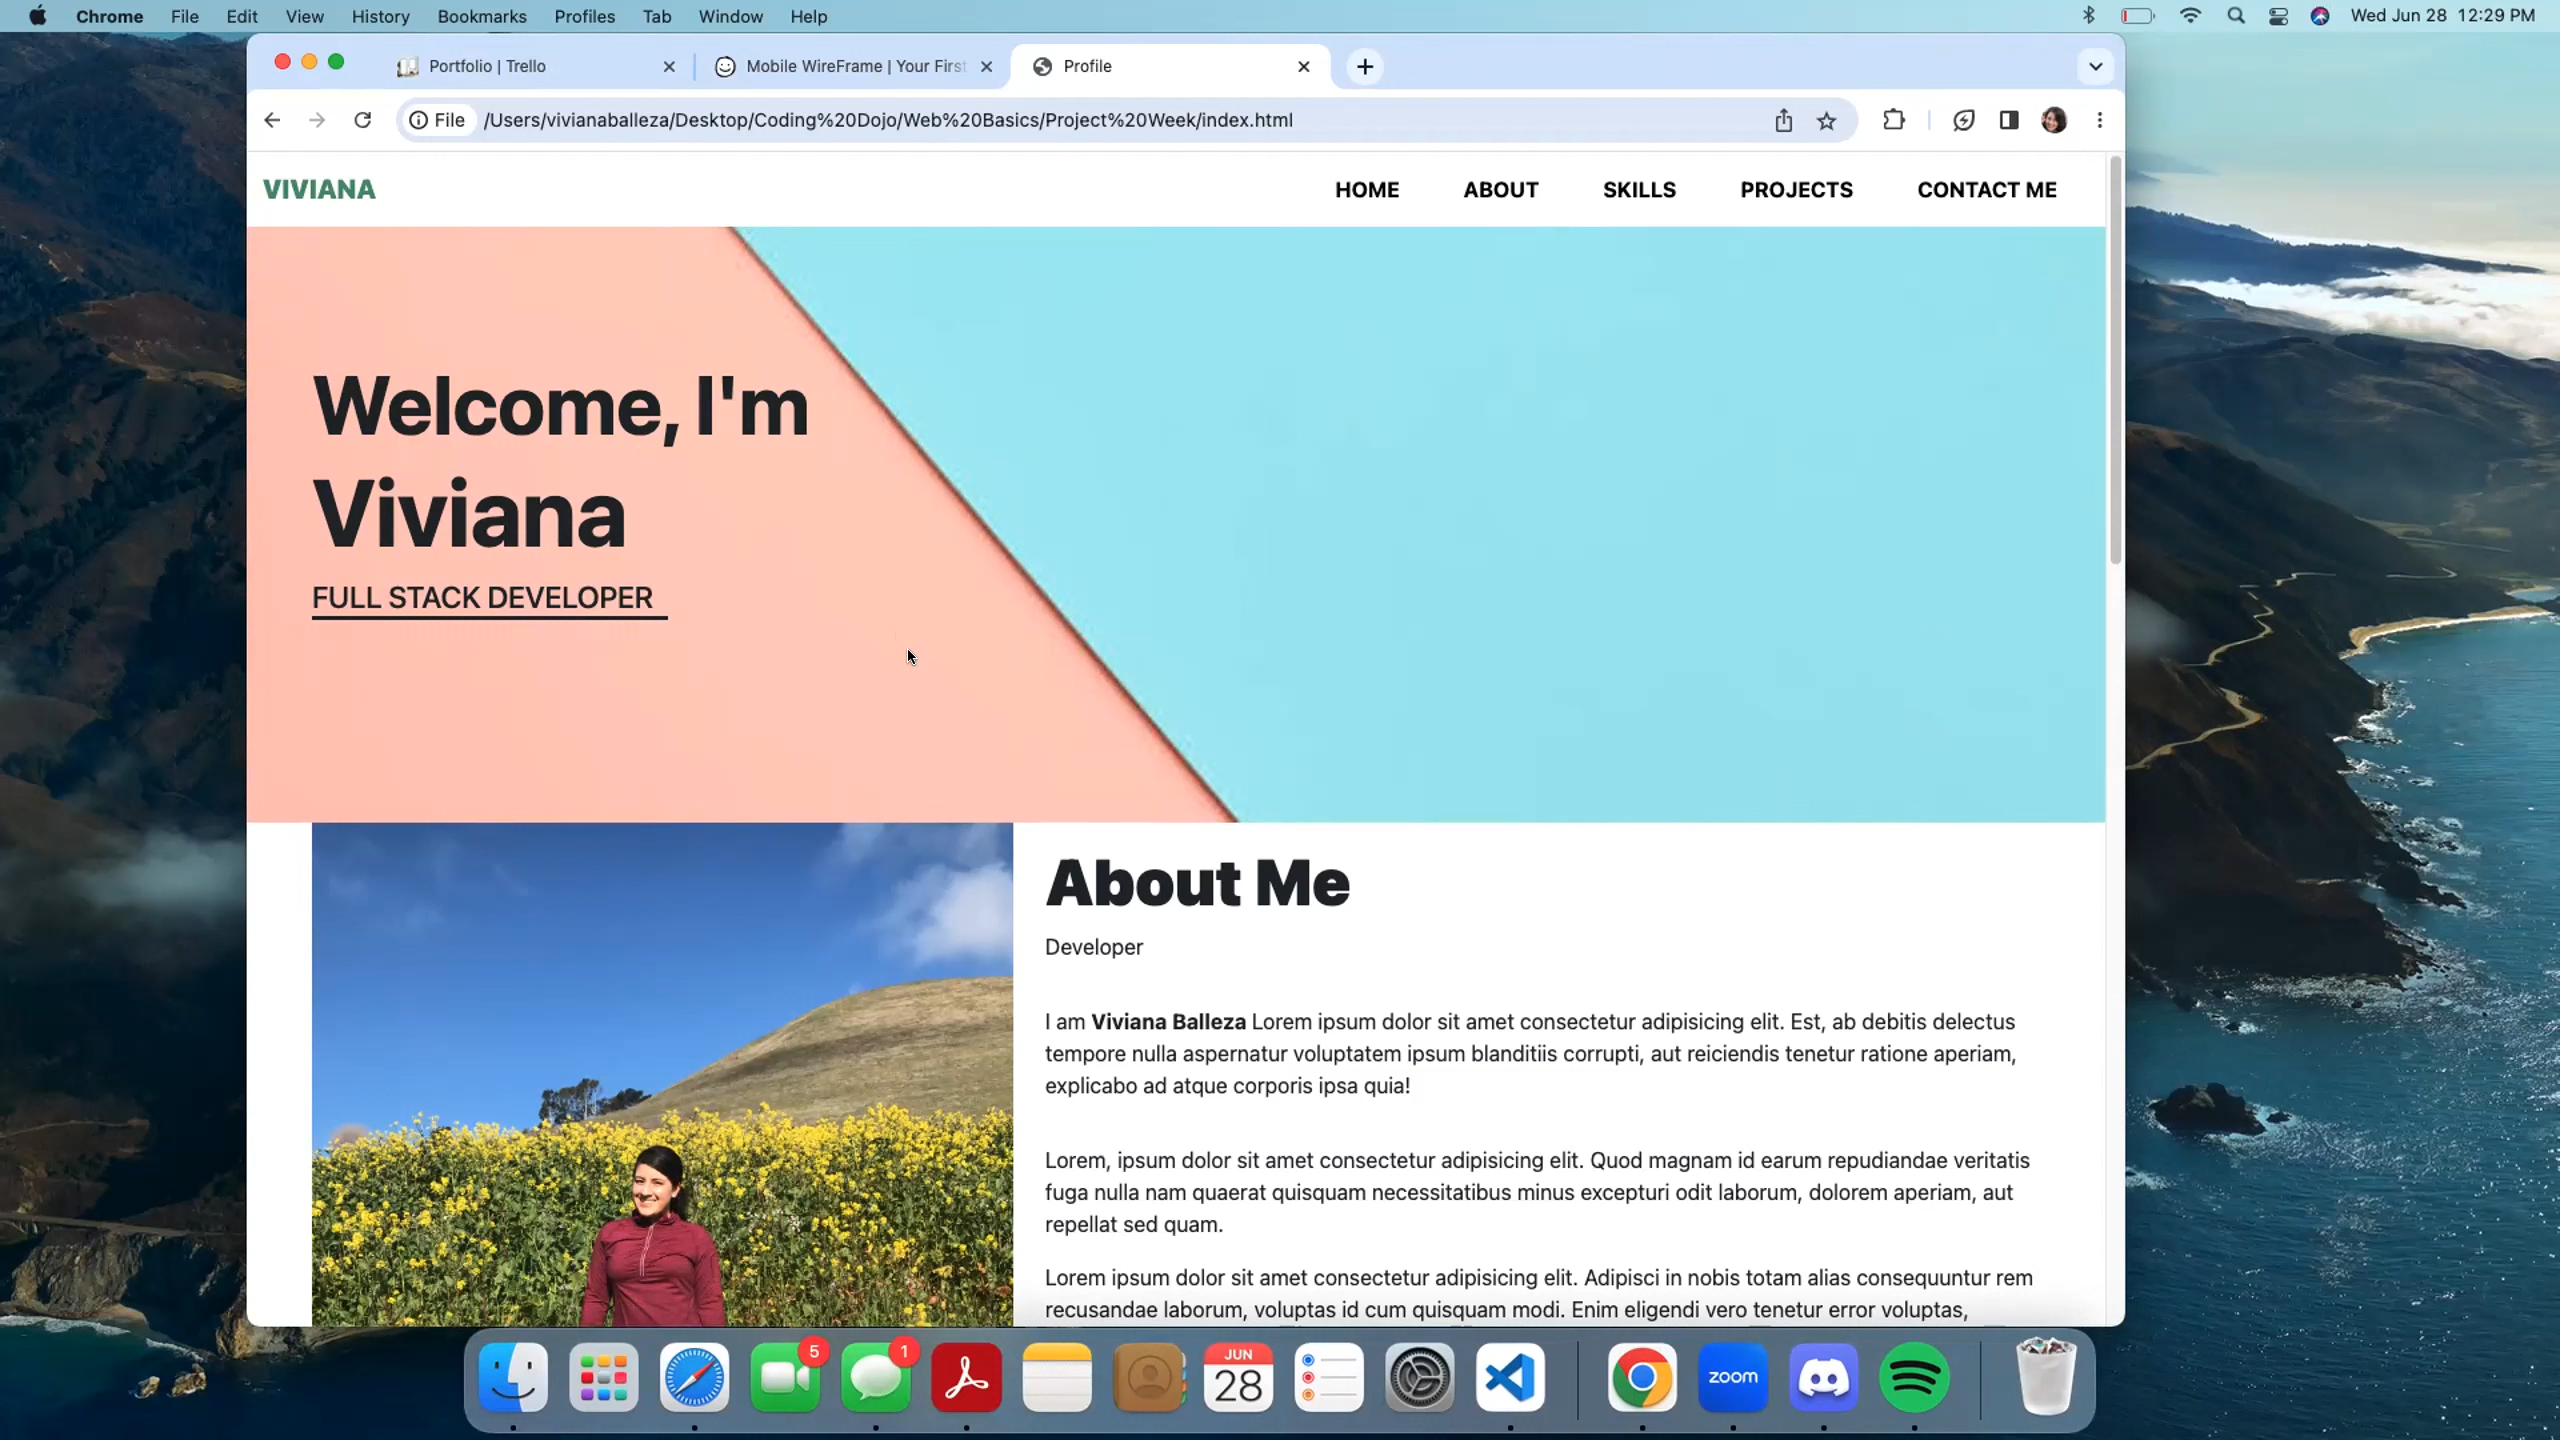 Chrome File Edit View History Bookmarks Profiles Tab Window Help Wed Jun 28 12:29 PM
Portfolio | Trello Mobile WireFrame | Your First Profile
File /Users/vivianaballeza/Desktop/Coding%20Dojo/Web%20Basics/Project%20Week/index.html
VIVIANA HOME ABOUT SKILLS PROJECTS CONTACT ME
Welcome, I'm
Viviana
FULL STACK DEVELOPER
About Me
Developer
I am Viviana Balleza Lorem ipsum dolor sit amet consectetur adipisicing elit. Est, ab debitis delectus
tempore nulla aspernatur voluptatem ipsum blanditiis corrupti, aut reiciendis tenetur ratione aperiam,
explicabo ad atque corporis ipsa quia!
Lorem, ipsum dolor sit amet consectetur adipisicing elit. Quod magnam id earum repudiandae veritatis
fuga nulla nam quaerat quisquam necessitatibus minus excepturi odit laborum, dolorem aperiam, aut
repellat sed quam.
Lorem ipsum dolor sit amet consectetur adipisicing elit. Adipisci in nobis totam alias consequuntur rem
recusandae laborum, voluptas id cum quisquam modi. Enim eligendi vero tenetur error voluptas,
5 1 JUN
28 zoom